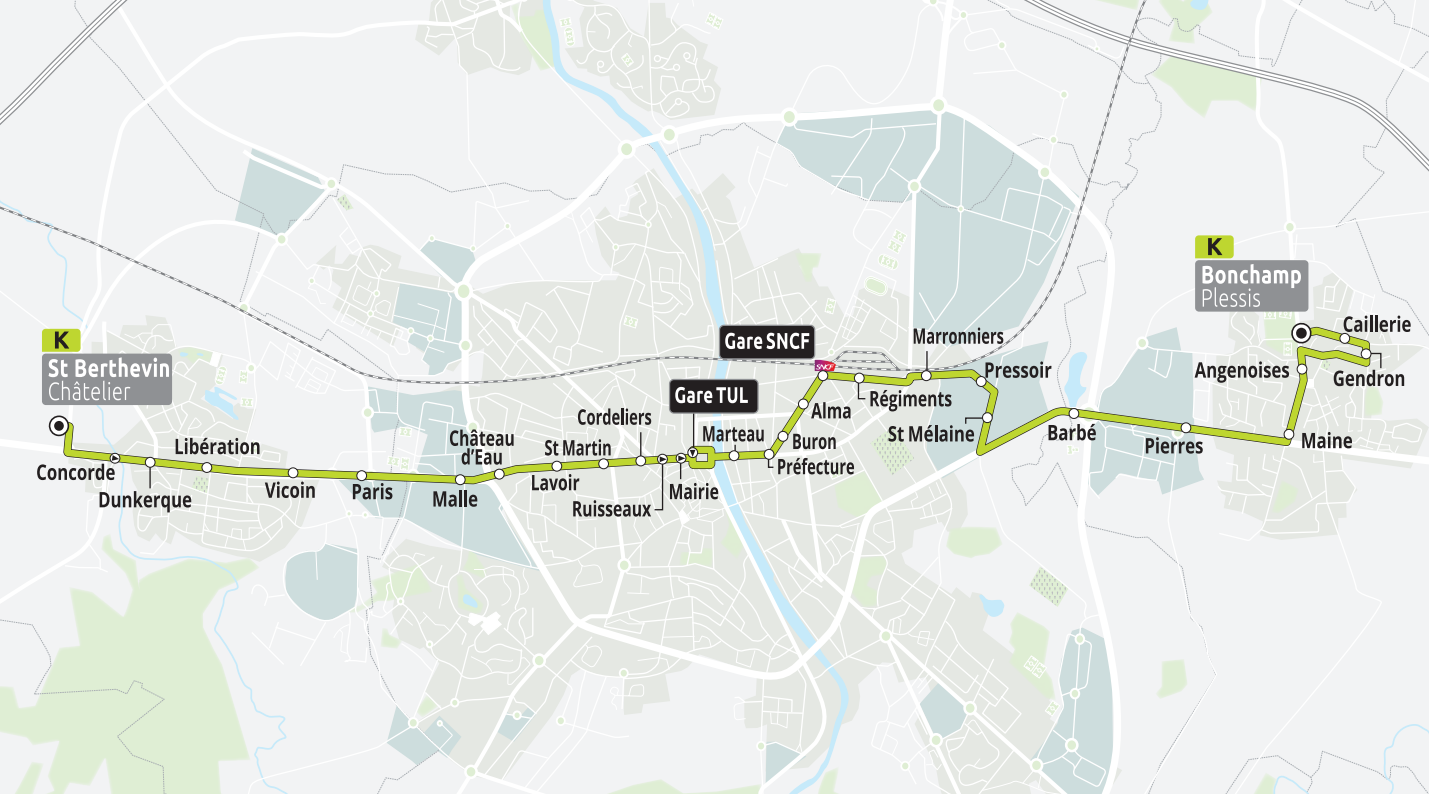 K
St Berthevin
Châtelier
Concorde
Dunkerque
Libération
Vicoin
Paris
Malle
Château
d'Eau
Lavoir
St Martin
Cordeliers
Ruisseaux
Mairie
Gare TUL
Marteau
Préfecture
Buron
Alma
Gare SNCF
SNCF
Régiments
Marronniers
Pressoir
St Mélaine
Barbé
Pierres
Maine
Angenoises
Gendron
Caillerie
K
Bonchamp
Plessis